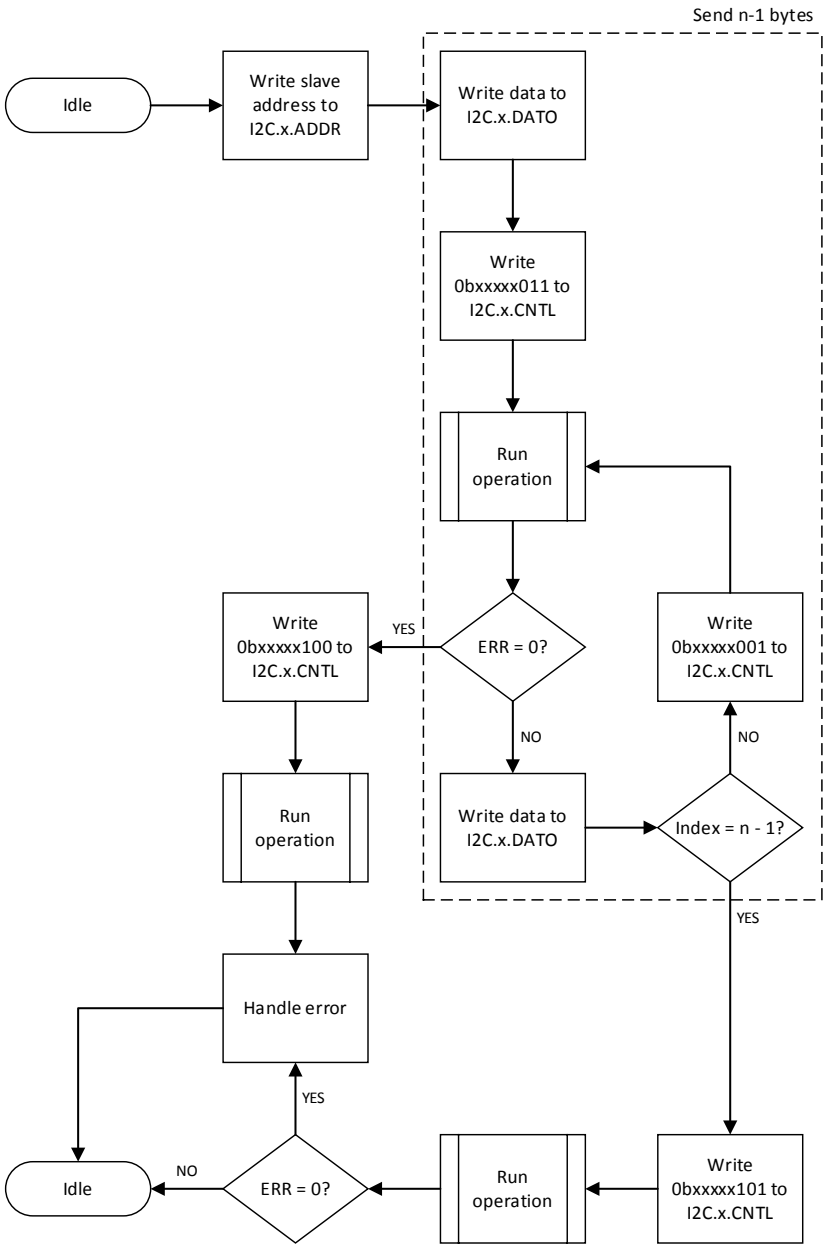 Send n-1 bytes
Idle
Write slave
address to
I2C.x.ADDR
Write data to
I2C.x.DATO
Write
0bxxxxx011 to
I2C.x.CNTL
Run
operation
Write
0bxxxxx100 to
I2C.x.CNTL
YES
ERR = 0?
Write
0bxxxxx001 to
I2C.x.CNTL
NO
NO
Run
operation
Write data to
I2C.x.DATO
Index = n - 1?
YES
Handle error
YES
Idle
NO
ERR = 0?
Run
operation
Write
0bxxxxx101 to
I2C.x.CNTL